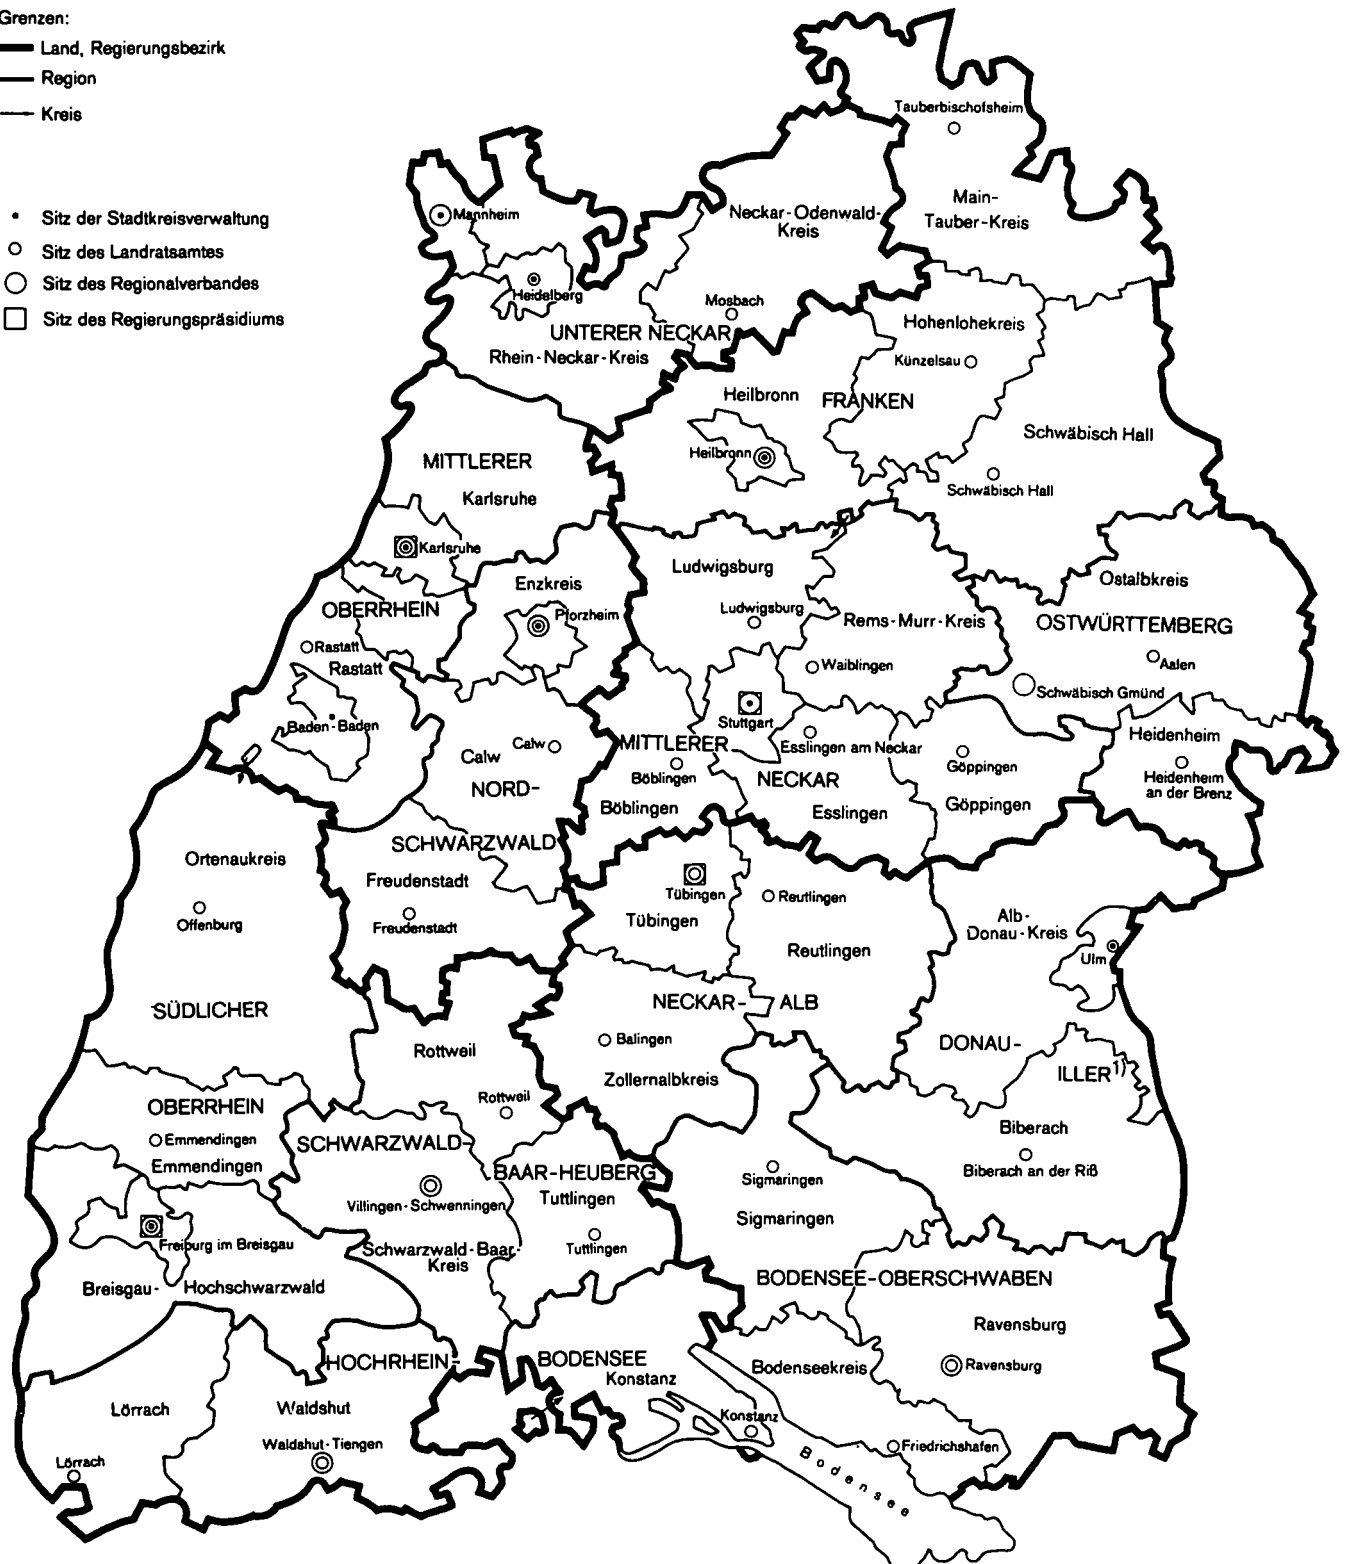 Grenzen:
Land, Regierungsbezirk
Region
Kreis
Sitz der Stadtkreisverwaltung
Sitz des Landratsamtes
Sitz des Regionalverbandes
Sitz des Regierungspräsidiums
Tauberbischofsheim
Main-
Tauber-Kreis
Mannheim
Neckar-Odenwald-
Kreis
Heidelberg
Mosbach
UNTERER NECKAR
Rhein-Neckar-Kreis
Hohenlohekreis
Künzelsau
Heilbronn
FRANKEN
Schwäbisch Hall
Heilbronn
Schwäbisch Hall
MITTLERER
Karlsruhe
Karlsruhe
Ludwigsburg
Ludwigsburg
Enzkreis
Pforzheim
OBERRHEIN
Rastatt
Rastatt
Baden-Baden
Rems-Murr-Kreis
Waiblingen
Ostalbkreis
OSTWÜRTTEMBERG
Aalen
Schwäbisch Gmünd
Stuttgart
MITTLERER
Böblingen
Böblingen
Esslingen am Neckar
NECKAR
Esslingen
Göppingen
Göppingen
Heidenheim
Heidenheim
an der Brenz
Calw
Calw
NORD-
SCHWARZWALD
Freudenstadt
Freudenstadt
Ortenaukreis
Offenburg
Tübingen
Tübingen
Reutlingen
Reutlingen
Alb-
Donau-Kreis
Ulm
SÜDLICHER
NECKAR-
ALB
Balingen
Zollernalbkreis
DONAU-
ILLER1)
Rottweil
Rottweil
OBERRHEIN
Emmendingen
Emmendingen
SCHWARZWALD-
BAAR-HEUBERG
Villingen-Schwenningen
Tuttlingen
Tuttlingen
Schwarzwald-Baar-
Kreis
Biberach
Biberach an der Riß
Sigmaringen
Sigmaringen
Freiburg im Breisgau
Breisgau-
Hochschwarzwald
BODENSEE-OBERSCHWABEN
Ravensburg
Ravensburg
HOCHRHEIN-
BODENSEE
Konstanz
Konstanz
Bodenseekreis
Friedrichshafen
Bodensee
Lörrach
Lörrach
Waldshut
Waldshut-Tiengen